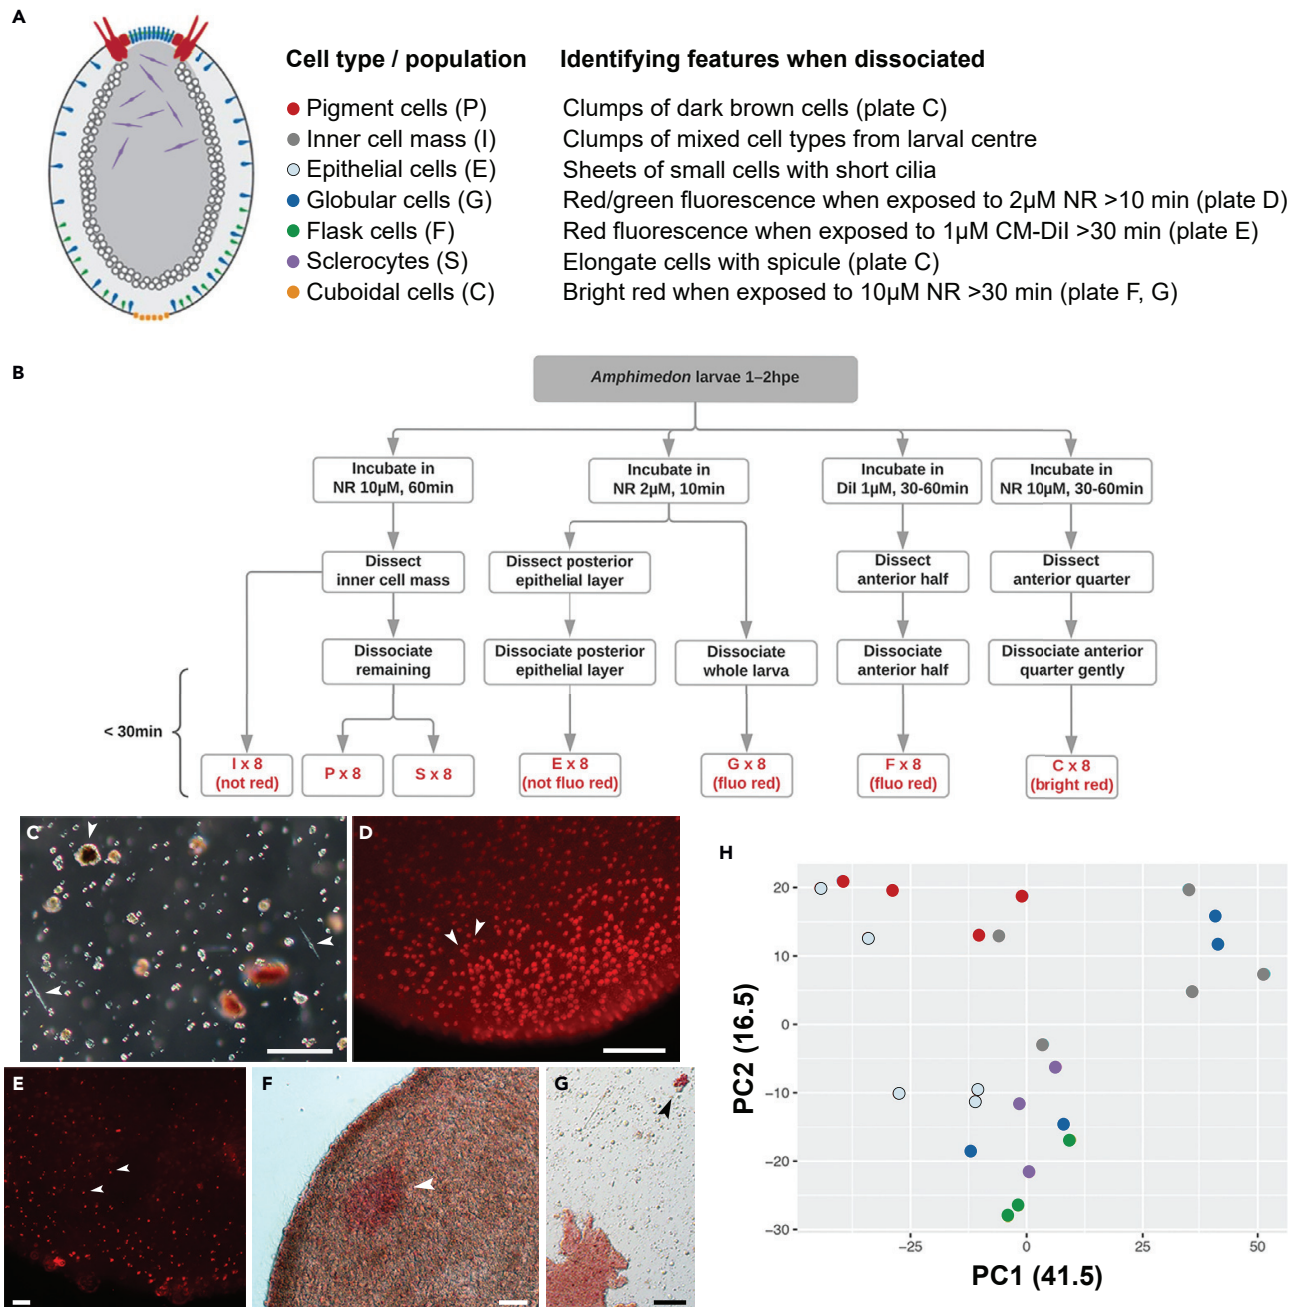 A
Cell type / population Identifying features when dissociated
Pigment cells (P) Clumps of dark brown cells (plate C)
Inner cell mass (I) Clumps of mixed cell types from larval centre
Epithelial cells (E) Sheets of small cells with short cilia
Globular cells (G) Red/green fluorescence when exposed to 2µM NR >10 min (plate D)
Flask cells (F) Red fluorescence when exposed to 1µM CM-DiI >30 min (plate E)
Sclerocytes (S) Elongate cells with spicule (plate C)
Cuboidal cells (C) Bright red when exposed to 10µM NR >30 min (plate F, G)
B
Amphimedon larvae 1–2hpe
Incubate in
NR 10µM, 60min
Incubate in
NR 2µM, 10min
Incubate in
DiI 1µM, 30-60min
Incubate in
NR 10µM, 30-60min
Dissect
inner cell mass
Dissect posterior
epithelial layer
Dissect
anterior half
Dissect
anterior quarter
Dissociate
remaining
Dissociate posterior
epithelial layer
Dissociate
whole larva
Dissociate
anterior half
Dissociate anterior
quarter gently
< 30min
I x 8
(not red)
P x 8
S x 8
E x 8
(not fluo red)
G x 8
(fluo red)
F x 8
(fluo red)
C x 8
(bright red)
C
D
E
F
G
H
20
10
0
−10
−20
−30
PC2 (16.5)
−25 0 25 50
PC1 (41.5)